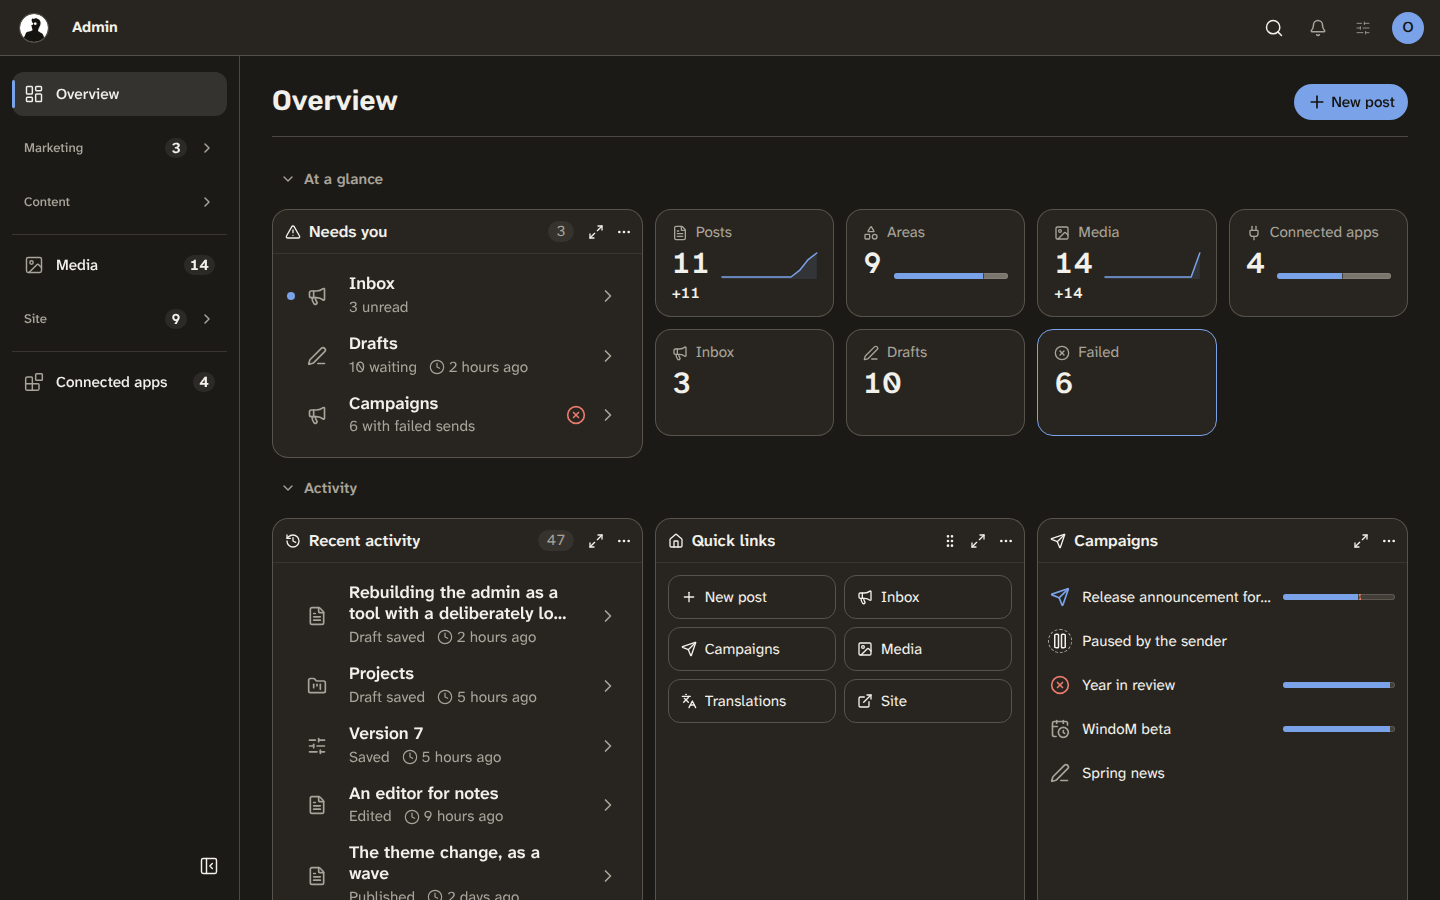 Admin
O
Overview
Marketing 3
Content
Media 14
Site 9
Connected apps 4
Overview
New post
At a glance
Needs you 3
Inbox
3 unread
Drafts
10 waiting 2 hours ago
Campaigns
6 with failed sends
Posts
11
+11
Areas
9
Media
14
+14
Connected apps
4
Inbox
3
Drafts
10
Failed
6
Activity
Recent activity 47
Rebuilding the admin as a
tool with a deliberately lo...
Draft saved 2 hours ago
Projects
Draft saved 5 hours ago
Version 7
Saved 5 hours ago
An editor for notes
Edited 9 hours ago
The theme change, as a
wave
Published 2 days ago
Quick links
New post
Inbox
Campaigns
Media
Translations
Site
Campaigns
Release announcement for...
Paused by the sender
Year in review
WindoM beta
Spring news